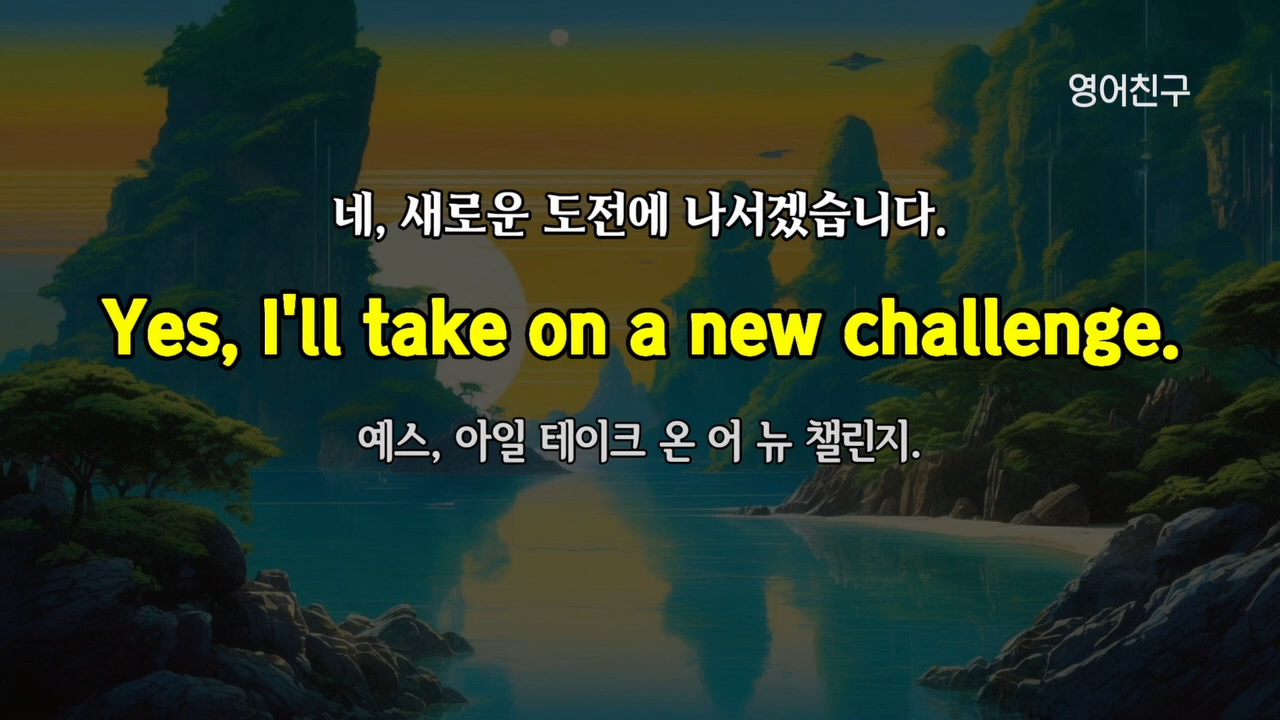 영어친구
네, 새로운 도전에 나서겠습니다.
Yes, I'll take on a new challenge.
예스, 아일 테이크 온 어 뉴 챌린지.